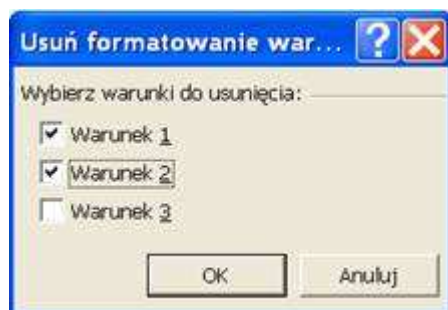 Usuń formatowanie war...
Wybierz warunki do usunięcia:
Warunek 1
Warunek 2
Warunek 3
OK Anuluj